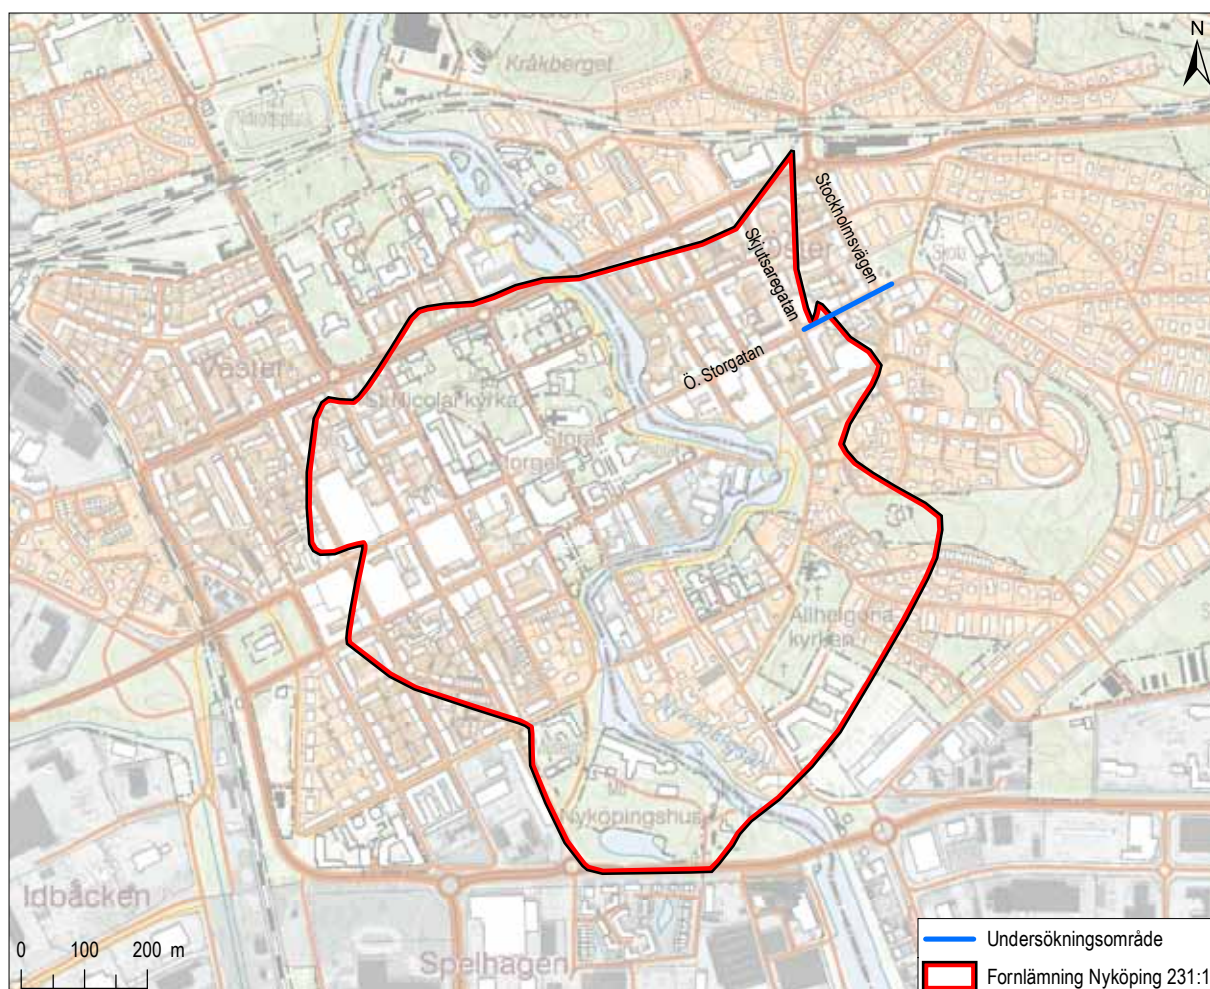 N
Kråkberget
Stockholmsvägen
Skjutsaregatan
Ö. Storgatan
St Nicolai kyrka
Stora
torget
Allhelgona
kyrkan
Nyköpingshus
Idbäcken
Spelhagen
0 100 200 m
Undersökningsområde
Fornlämning Nyköping 231:1